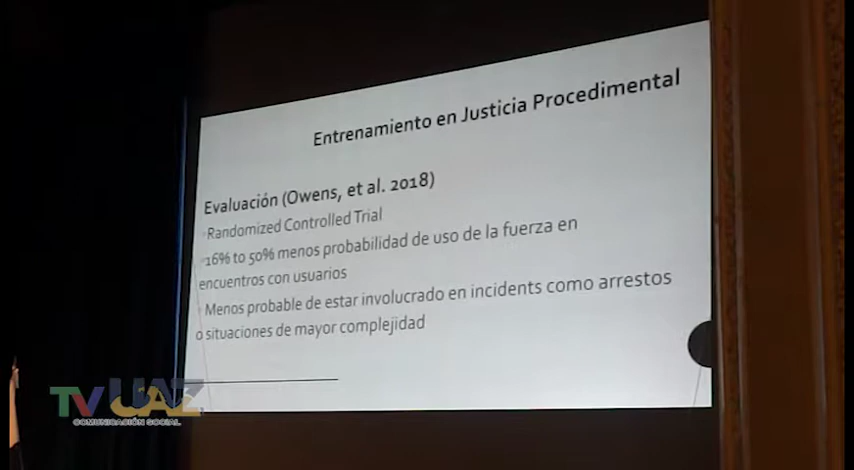 Entrenamiento en Justicia Procedimental
Evaluación (Owens, et al. 2018)
Randomized Controlled Trial
16% to 50% menos probabilidad de uso de la fuerza en
encuentros con usuarios
Menos probable de estar involucrado en incidents como arrestos
o situaciones de mayor complejidad
TV UAZ
COMUNICACIÓN SOCIAL